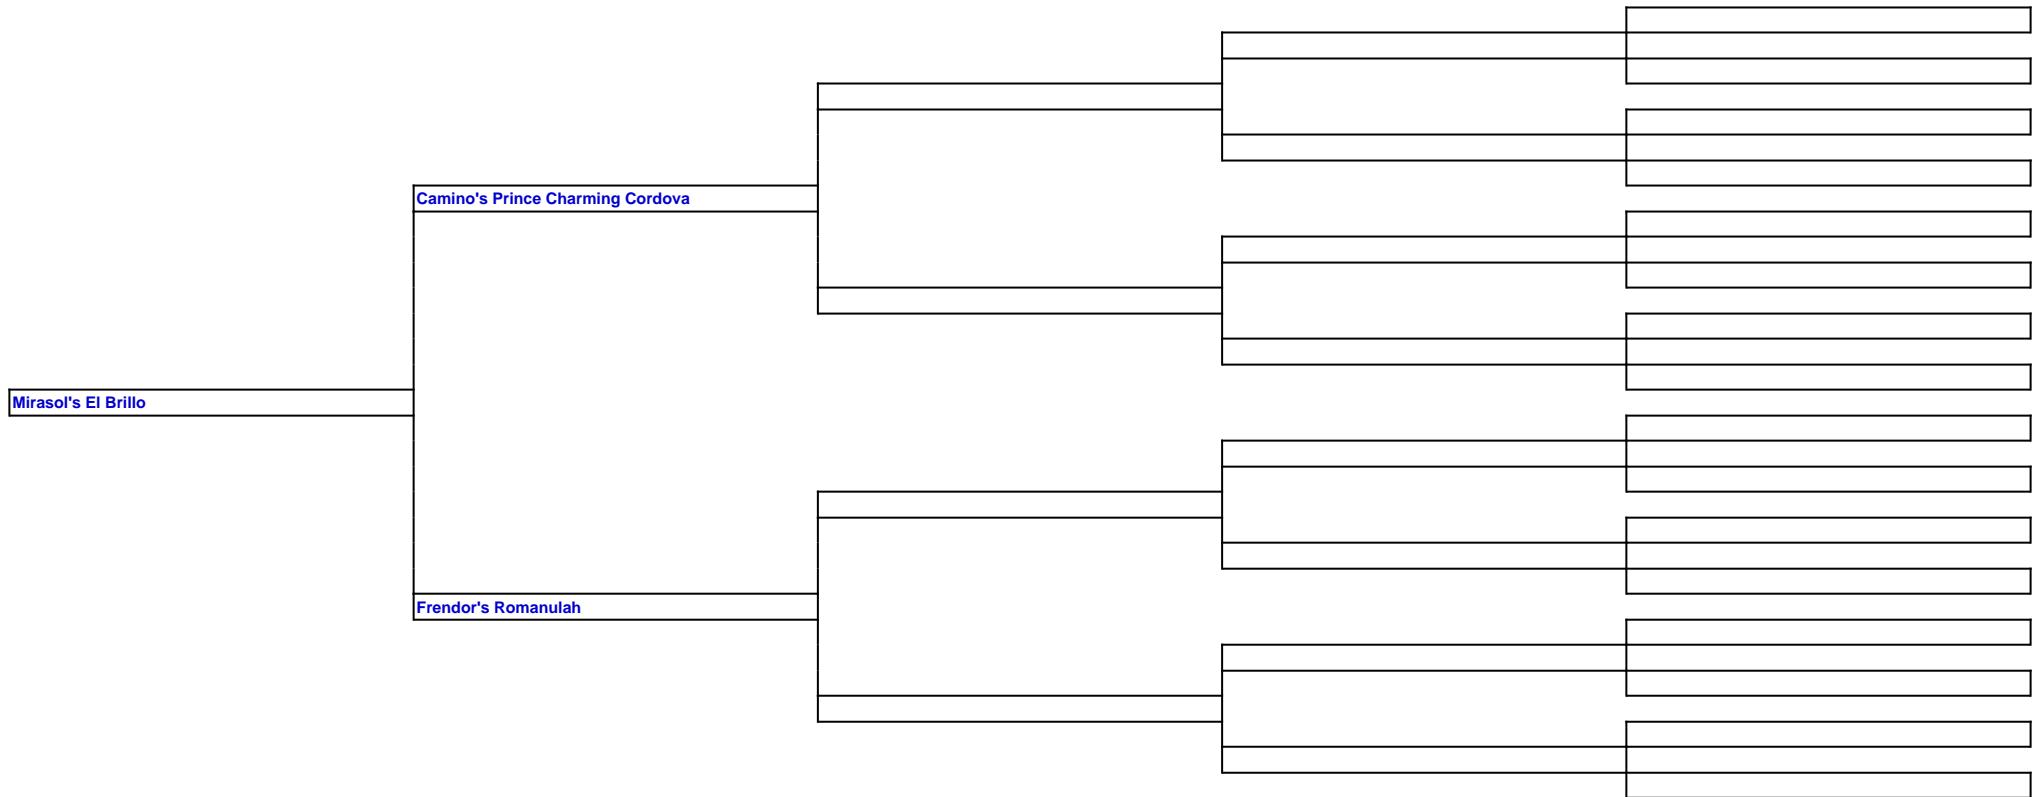 Camino's Prince Charming Cordova
Mirasol's El Brillo
Frendor's Romanulah